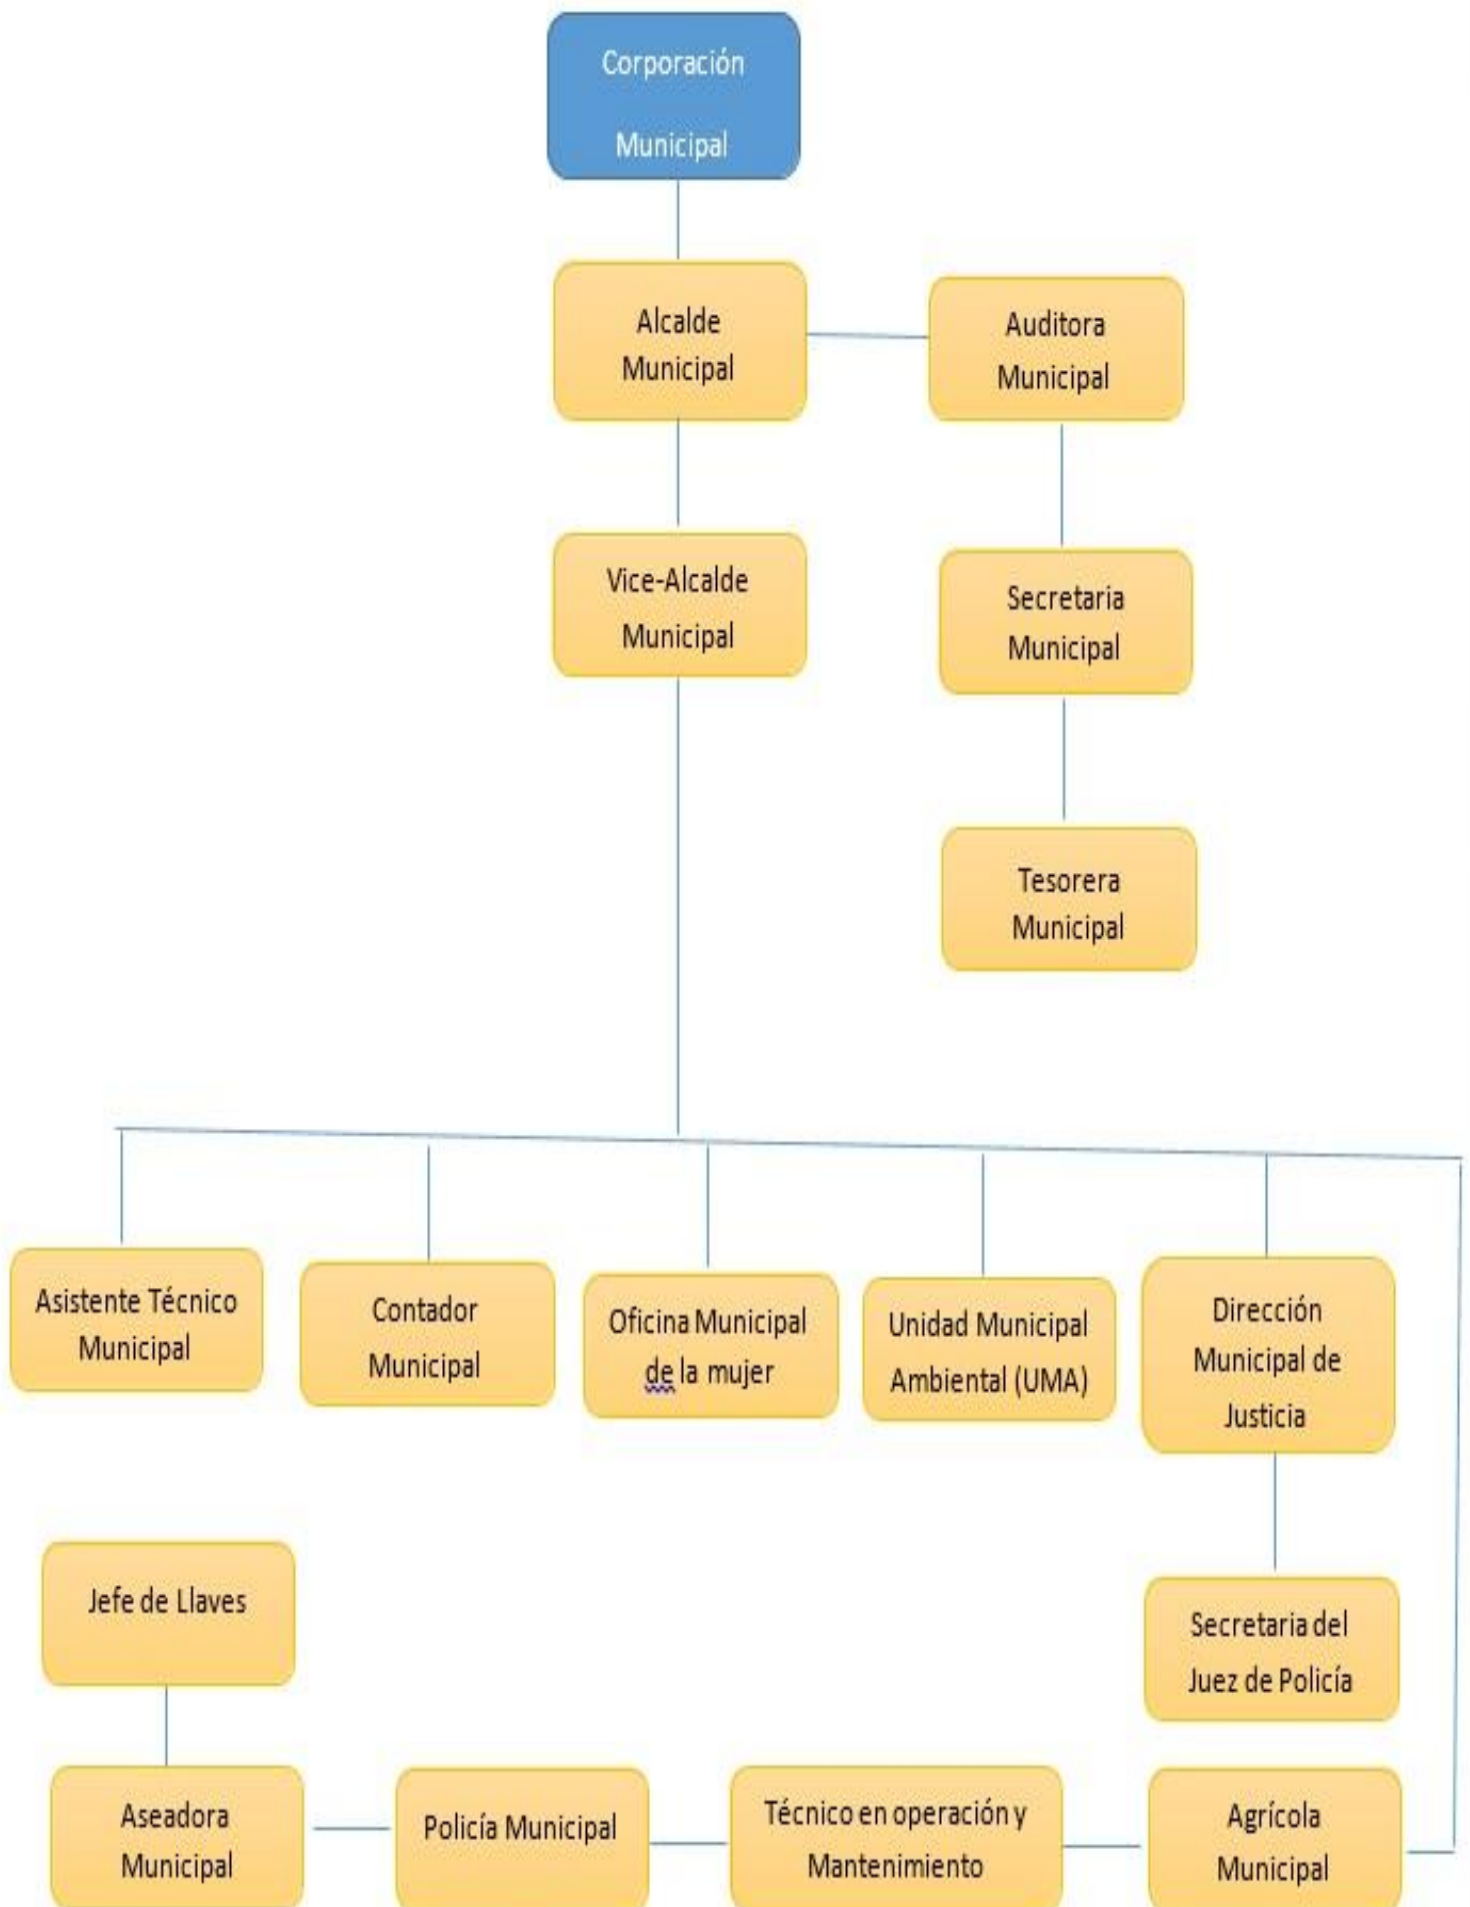 Corporación
Municipal
Alcalde
Municipal
Auditora
Municipal
Vice-Alcalde
Municipal
Secretaria
Municipal
Tesorera
Municipal
Asistente Técnico
Municipal
Contador
Municipal
Oficina Municipal
de la mujer
Unidad Municipal
Ambiental (UMA)
Dirección
Municipal de
Justicia
Jefe de Llaves
Secretaria del
Juez de Policía
Aseadora
Municipal
Policía Municipal
Técnico en operación y
Mantenimiento
Agrícola
Municipal